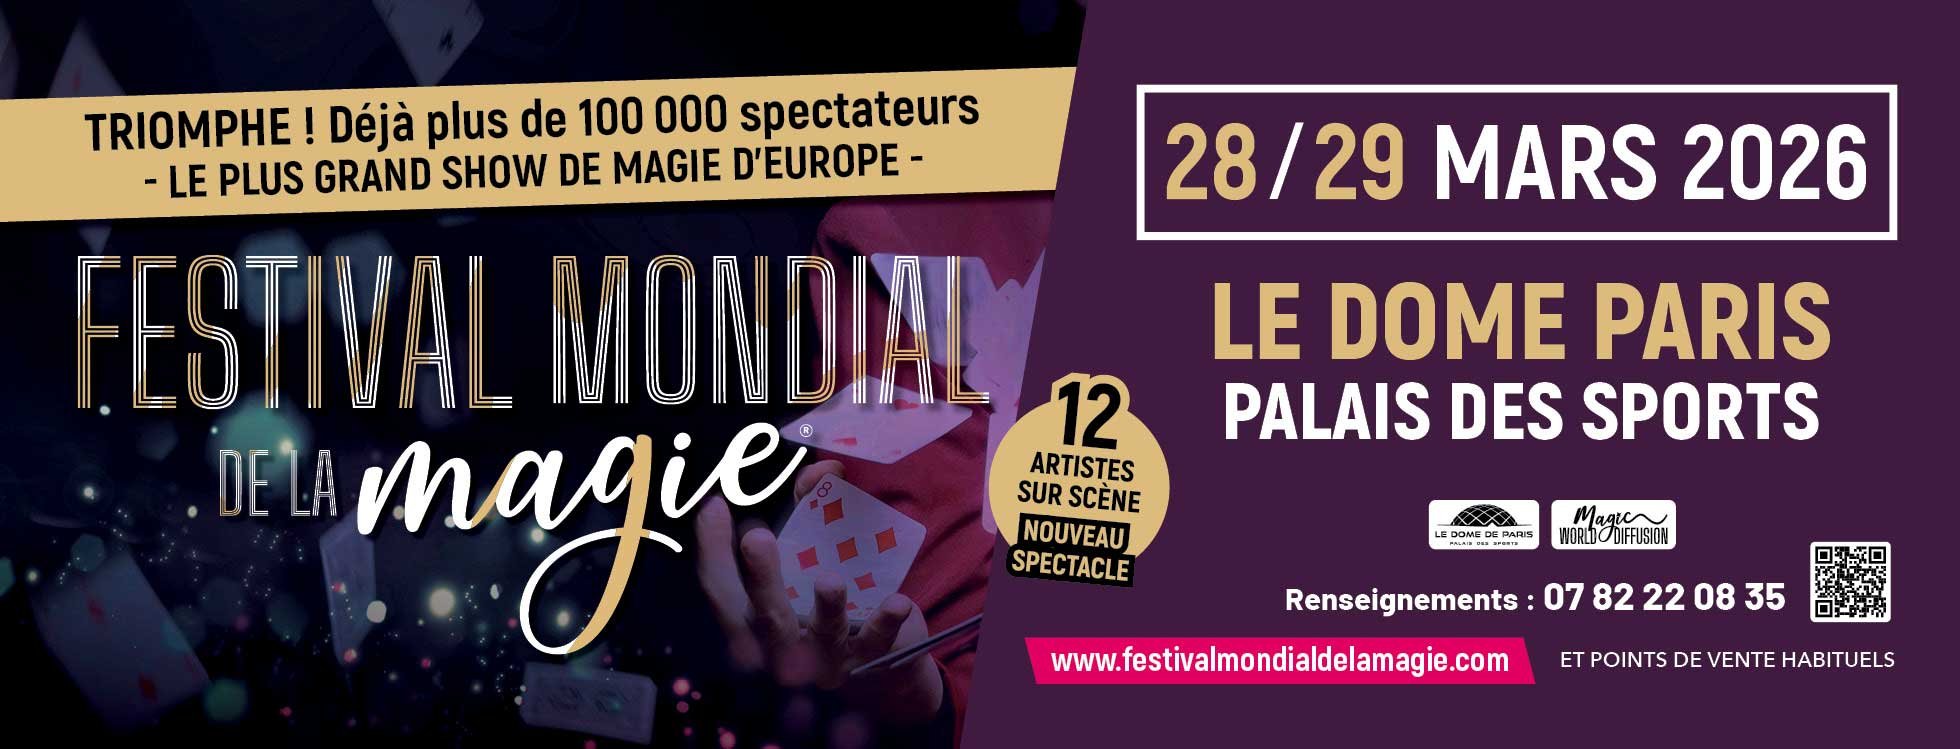 TRIOMPHE ! Déjà plus de 100 000 spectateurs
- LE PLUS GRAND SHOW DE MAGIE D'EUROPE -
FESTIVAL MONDIAL
DE LA magie®
8
12
ARTISTES
SUR SCÈNE
NOUVEAU
SPECTACLE
28/29 MARS 2026
LE DOME PARIS
PALAIS DES SPORTS
LE DOME DE PARIS
PALAIS DES SPORTS
Magic
WORLD DIFFUSION
Renseignements : 07 82 22 08 35
www.festivalmondialdelamagie.com
ET POINTS DE VENTE HABITUELS